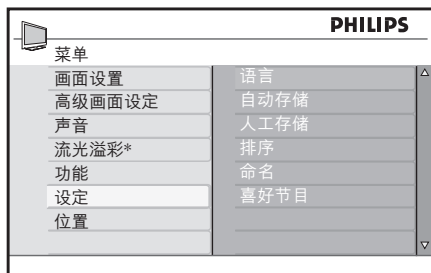 PHILIPS
菜单
画面设置
高级画面设定
声音
流光溢彩*
功能
设定
位置
语言
自动存储
人工存储
排序
命名
喜好节目